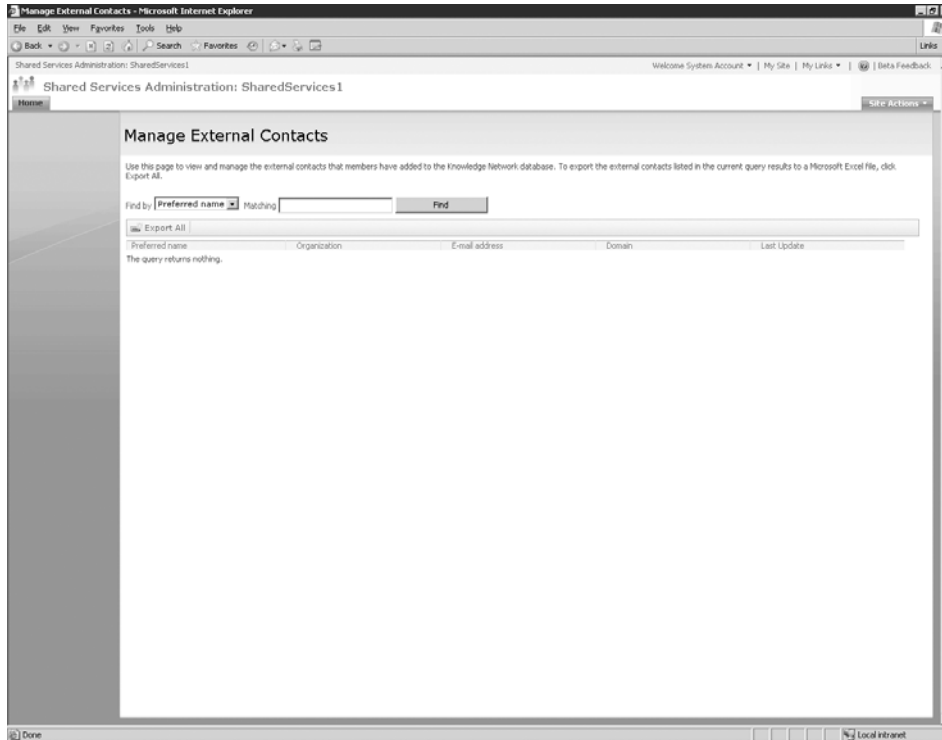 Manage External Contacts - Microsoft Internet Explorer
File Edit View Favorites Tools Help
Back Search Favorites Links
Shared Services Administration: SharedServices1 Welcome System Account | My Site | My Links | | Beta Feedback
Shared Services Administration: SharedServices1
Home Site Actions
Manage External Contacts
Use this page to view and manage the external contacts that members have added to the Knowledge Network database. To export the external contacts listed in the current query results to a Microsoft Excel file, click
Export All.
Find by Preferred name Matching Find
Export All
Preferred name Organization E-mail address Domain Last Update
The query returns nothing.
Done Local intranet